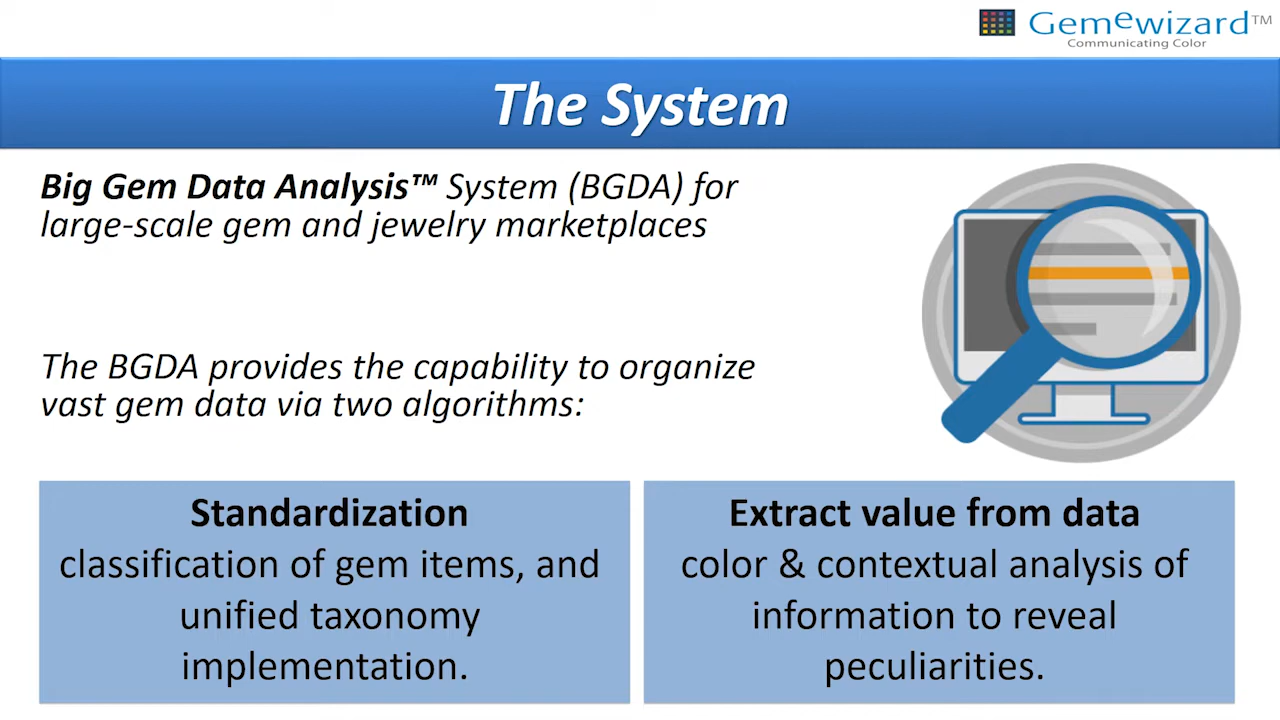 Gemewizard™
Communicating Color
The System
Big Gem Data Analysis™ System (BGDA) for
large-scale gem and jewelry marketplaces
The BGDA provides the capability to organize
vast gem data via two algorithms:
Standardization
classification of gem items, and
unified taxonomy
implementation.
Extract value from data
color & contextual analysis of
information to reveal
peculiarities.